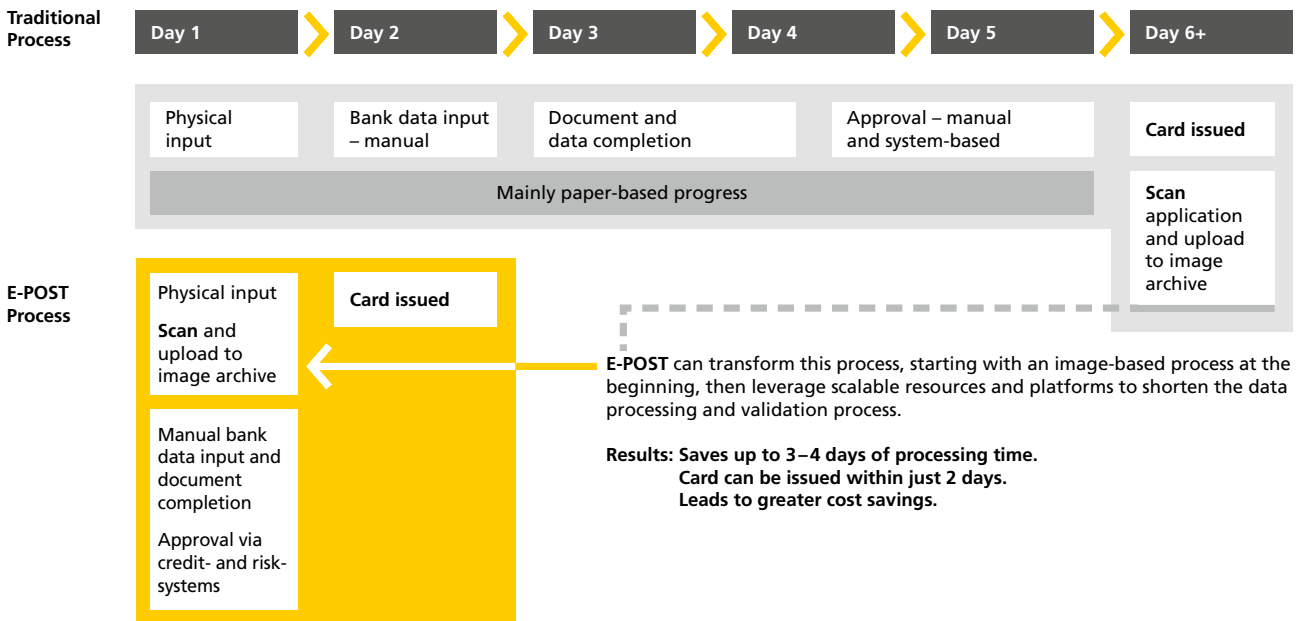 Traditional
Process
Day 1
Day 2
Day 3
Day 4
Day 5
Day 6+
Physical
input
Bank data input
– manual
Document and
data completion
Approval – manual
and system-based
Card issued
Mainly paper-based progress
Scan
application
and upload
to image
archive
E-POST
Process
Physical input
Scan and
upload to
image archive
Card issued
Manual bank
data input and
document
completion
Approval via
credit- and risk-
systems
E-POST can transform this process, starting with an image-based process at the
beginning, then leverage scalable resources and platforms to shorten the data
processing and validation process.
Results: Saves up to 3–4 days of processing time.
Card can be issued within just 2 days.
Leads to greater cost savings.